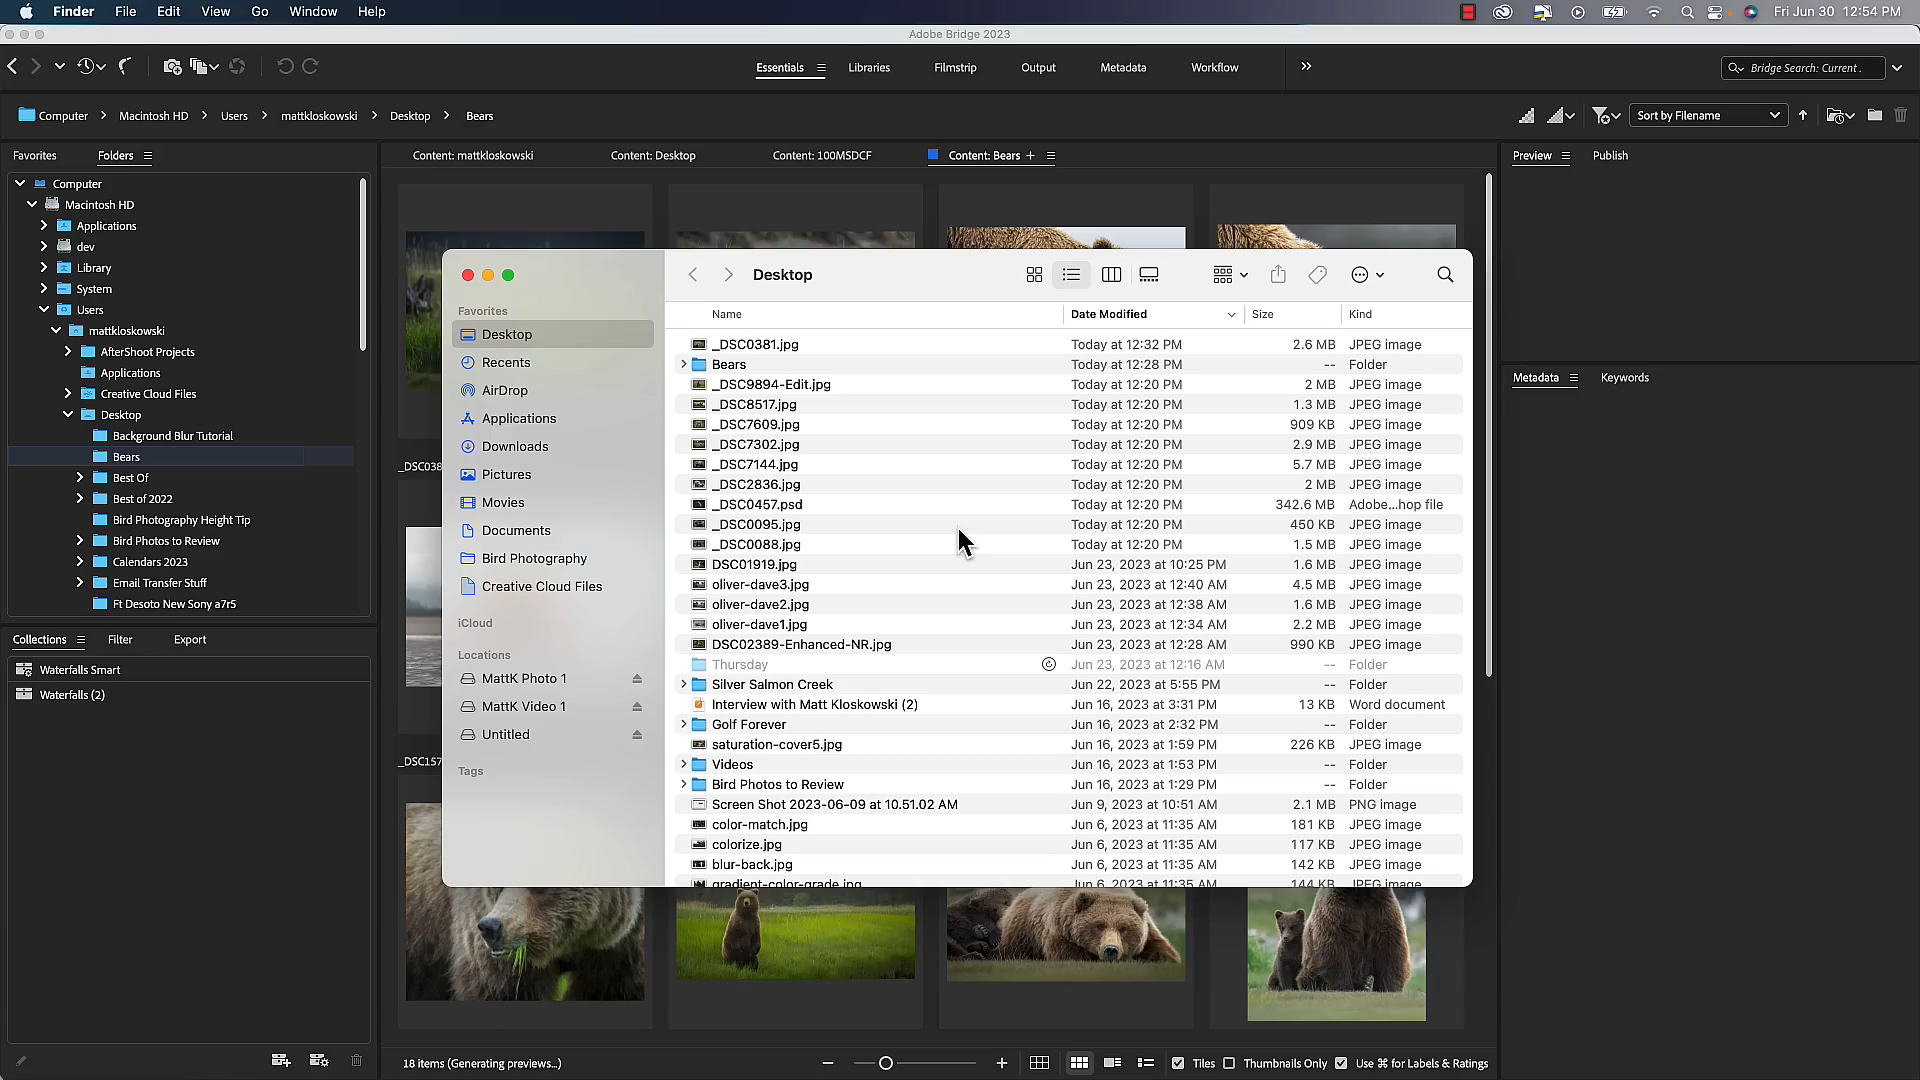 Finder File Edit View Go Window Help Fri Jun 30 12:54 PM
Adobe Bridge 2023
Essentials Libraries Filmstrip Output Metadata Workflow Bridge Search: Current .
Computer Macintosh HD Users mattkloskowski Desktop Bears Sort by Filename
Favorites Folders Content: mattkloskowski Content: Desktop Content: 100MSDCF Content: Bears Preview Publish
Computer
Macintosh HD
Applications
dev
Library
System
Users
mattkloskowski
AfterShoot Projects
Applications
Creative Cloud Files
Desktop
Background Blur Tutorial
Bears
Best Of
Best of 2022
Bird Photography Height Tip
Bird Photos to Review
Calendars 2023
Email Transfer Stuff
Ft Desoto New Sony a7r5
Collections Filter Export
Waterfalls Smart
Waterfalls (2)
_DSC038
_DSC157
Favorites
Desktop
Recents
AirDrop
Applications
Downloads
Pictures
Movies
Documents
Bird Photography
Creative Cloud Files
iCloud
Locations
MattK Photo 1
MattK Video 1
Untitled
Tags
Desktop
Name Date Modified Size Kind
_DSC0381.jpg Today at 12:32 PM 2.6 MB JPEG image
Bears Today at 12:28 PM -- Folder
_DSC9894-Edit.jpg Today at 12:20 PM 2 MB JPEG image
_DSC8517.jpg Today at 12:20 PM 1.3 MB JPEG image
_DSC7609.jpg Today at 12:20 PM 909 KB JPEG image
_DSC7302.jpg Today at 12:20 PM 2.9 MB JPEG image
_DSC7144.jpg Today at 12:20 PM 5.7 MB JPEG image
_DSC2836.jpg Today at 12:20 PM 2 MB JPEG image
_DSC0457.psd Today at 12:20 PM 342.6 MB Adobe...hop file
_DSC0095.jpg Today at 12:20 PM 450 KB JPEG image
_DSC0088.jpg Today at 12:20 PM 1.5 MB JPEG image
DSC01919.jpg Jun 23, 2023 at 10:25 PM 1.6 MB JPEG image
oliver-dave3.jpg Jun 23, 2023 at 12:40 AM 4.5 MB JPEG image
oliver-dave2.jpg Jun 23, 2023 at 12:38 AM 1.6 MB JPEG image
oliver-dave1.jpg Jun 23, 2023 at 12:34 AM 2.2 MB JPEG image
DSC02389-Enhanced-NR.jpg Jun 23, 2023 at 12:28 AM 990 KB JPEG image
Thursday Jun 23, 2023 at 12:16 AM -- Folder
Silver Salmon Creek Jun 22, 2023 at 5:55 PM -- Folder
Interview with Matt Kloskowski (2) Jun 16, 2023 at 3:31 PM 13 KB Word document
Golf Forever Jun 16, 2023 at 2:32 PM -- Folder
saturation-cover5.jpg Jun 16, 2023 at 1:59 PM 226 KB JPEG image
Videos Jun 16, 2023 at 1:53 PM -- Folder
Bird Photos to Review Jun 16, 2023 at 1:29 PM -- Folder
Screen Shot 2023-06-09 at 10.51.02 AM Jun 9, 2023 at 10:51 AM 2.1 MB PNG image
color-match.jpg Jun 6, 2023 at 11:35 AM 181 KB JPEG image
colorize.jpg Jun 6, 2023 at 11:35 AM 117 KB JPEG image
blur-back.jpg Jun 6, 2023 at 11:35 AM 142 KB JPEG image
gradient-color-grade.jpg Jun 6, 2023 at 11:35 AM 144 KB JPEG image
Metadata Keywords
18 items (Generating previews...) Tiles Thumbnails Only Use ⌘ for Labels & Ratings